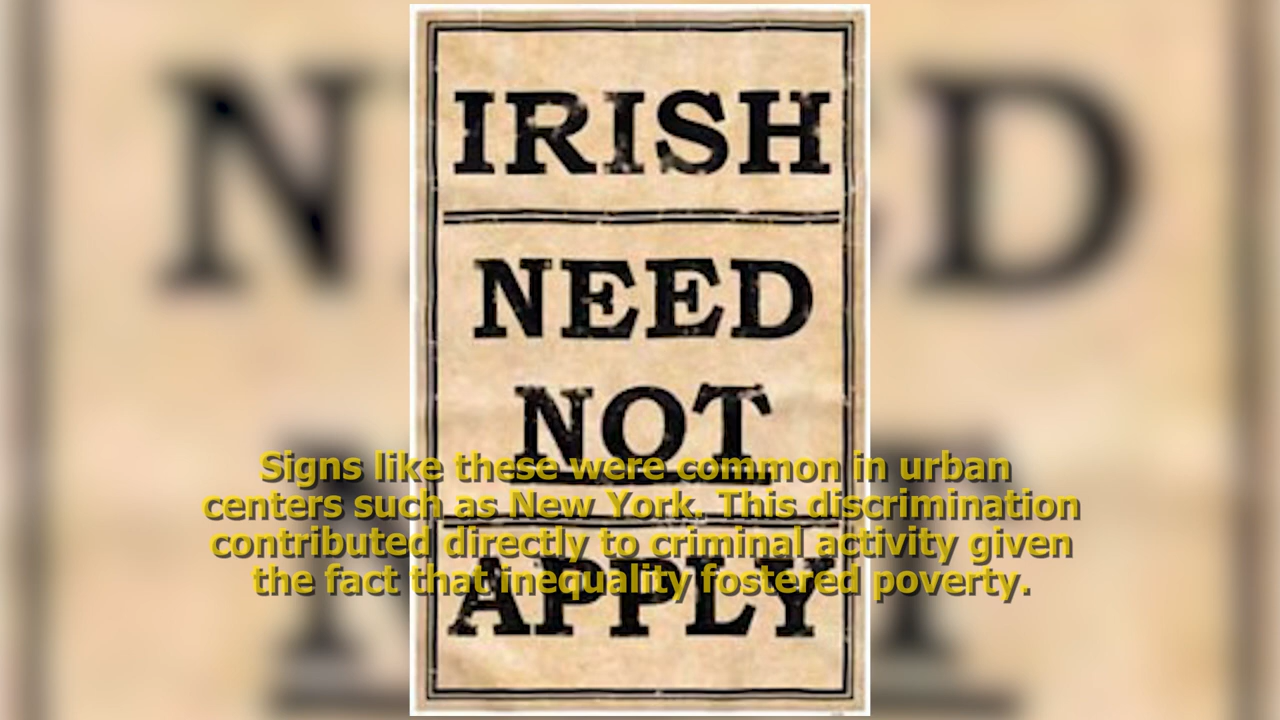 IRISH
NEED
NOT
APPLY
Signs like these were common in urban
centers such as New York. This discrimination
contributed directly to criminal activity given
the fact that inequality fostered poverty.